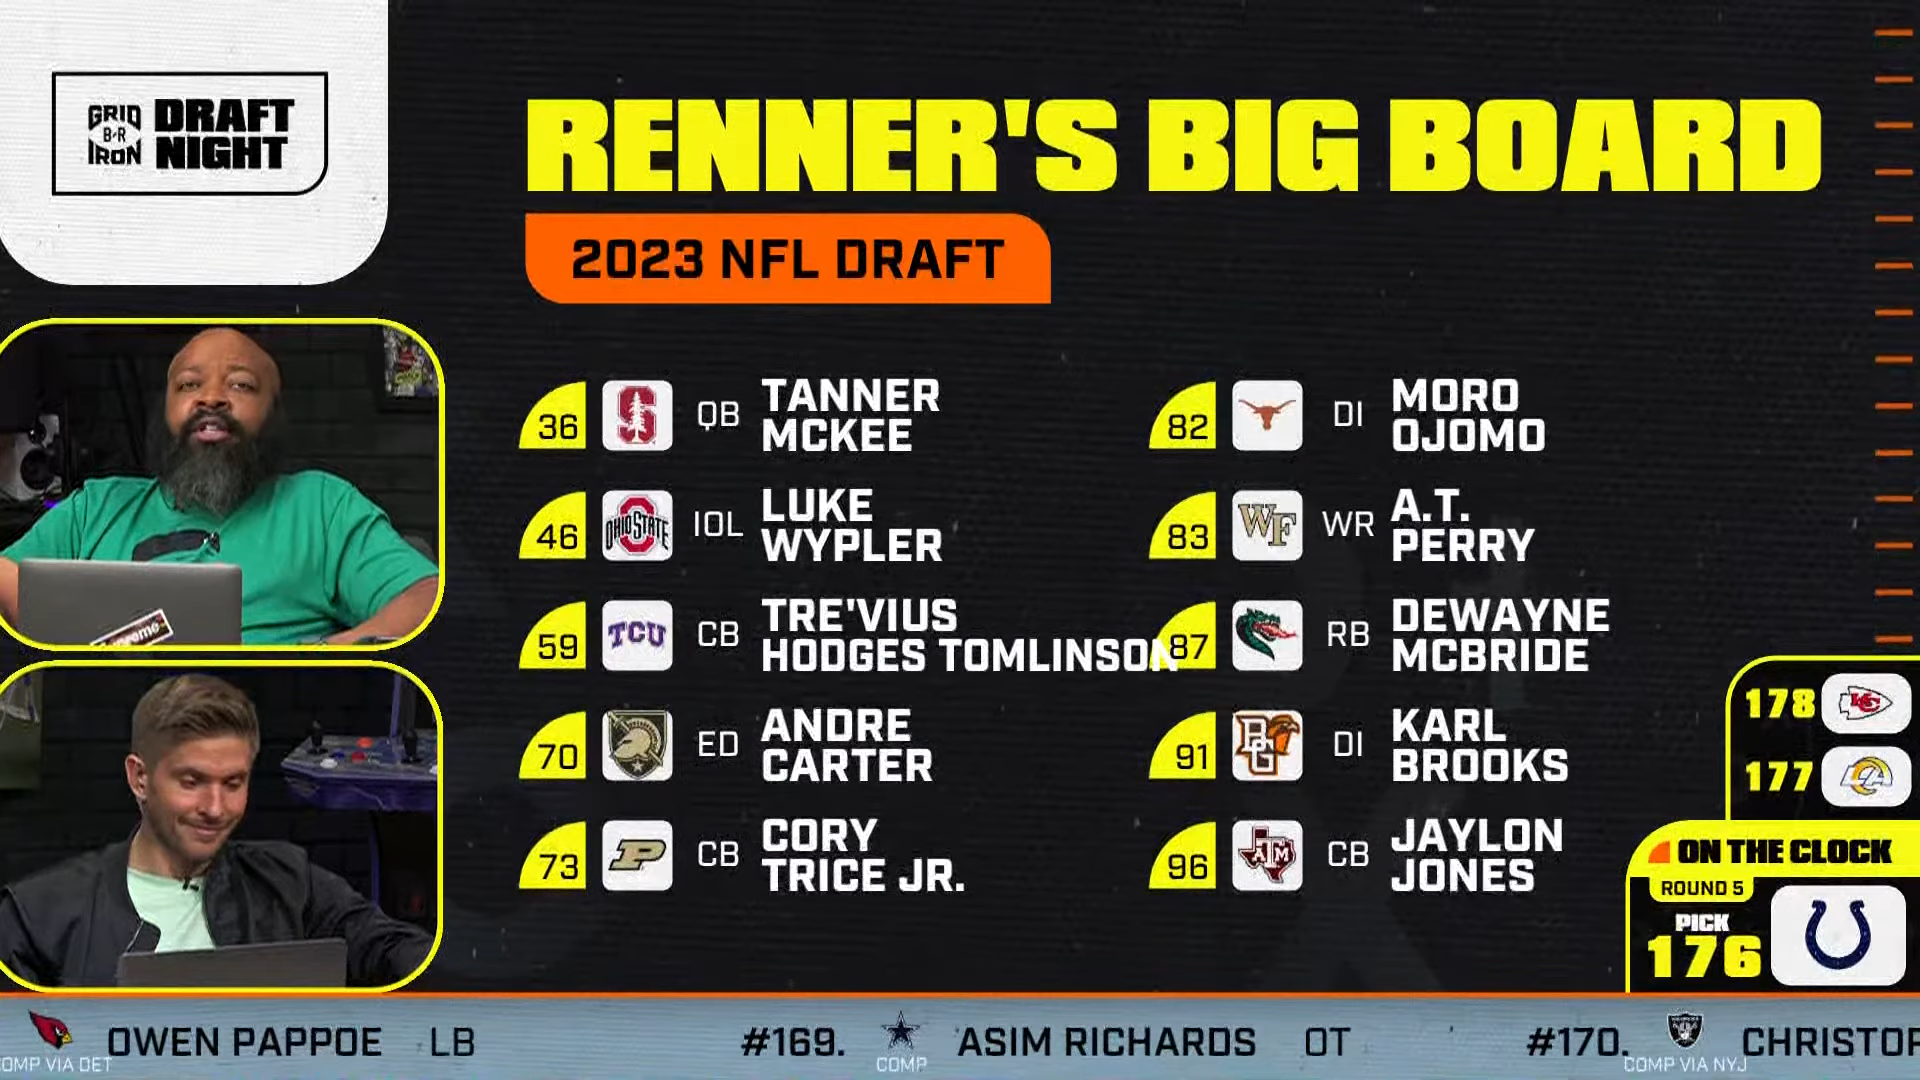 GRID
B·R
IRON
DRAFT
NIGHT
RENNER'S BIG BOARD
2023 NFL DRAFT
36 QB TANNER
MCKEE
46 OHIO STATE IOL LUKE
WYPLER
59 TCU CB TRE'VIUS
HODGES TOMLINSON
70 ED ANDRE
CARTER
73 P CB CORY
TRICE JR.
82 DI MORO
OJOMO
83 WF WR A.T.
PERRY
87 RB DEWAYNE
MCBRIDE
91 BG DI KARL
BROOKS
96 ATM CB JAYLON
JONES
Supreme
178 KC
177 LA
ON THE CLOCK
ROUND 5
PICK
176
OWEN PAPPOE LB #169. ASIM RICHARDS OT #170. CHRISTOP
OMP VIA DET COMP COMP VIA NYJ